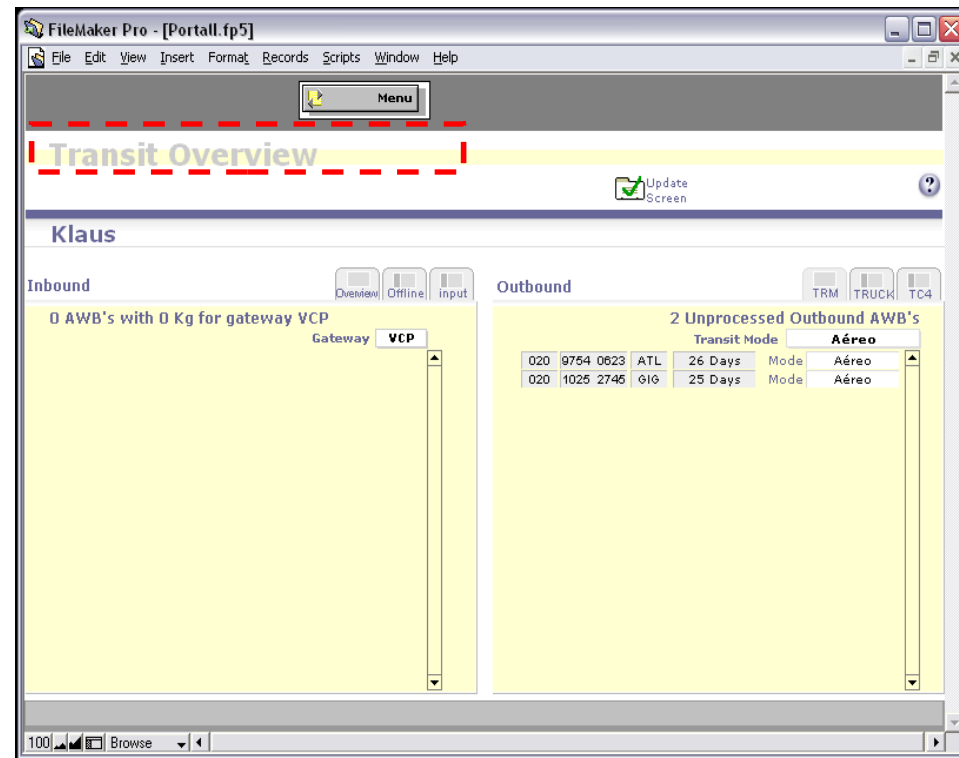 FileMaker Pro - [Portall.fp5]
File Edit View Insert Format Records Scripts Window Help
Menu
Transit Overview
Update
Screen
?
Klaus
Inbound
Overview Offline input
0 AWB's with 0 Kg for gateway VCP
Gateway VCP
Outbound
TRM TRUCK TC4
2 Unprocessed Outbound AWB's
Transit Mode Aéreo
020 9754 0623 ATL 26 Days Mode Aéreo
020 1025 2745 GIG 25 Days Mode Aéreo
100 Browse